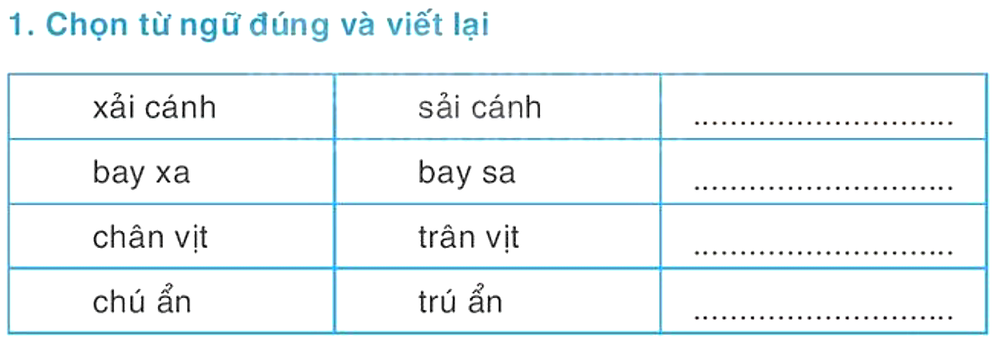 1. Chọn từ ngữ đúng và viết lại
xải cánh sải cánh ............................
bay xa bay sa ............................
chân vịt trân vịt ............................
chú ẩn trú ẩn ............................